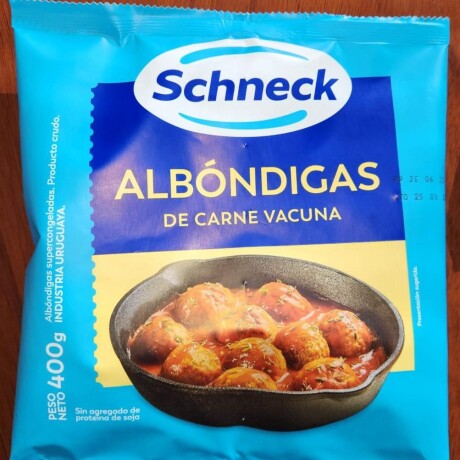 Schneck
ALBÓNDIGAS
DE CARNE VACUNA
Albóndigas supercongeladas. Producto crudo.
INDUSTRIA URUGUAYA.
PESO
NETO 400g
Sin agregado de
proteína de soja
Presentación sugerida